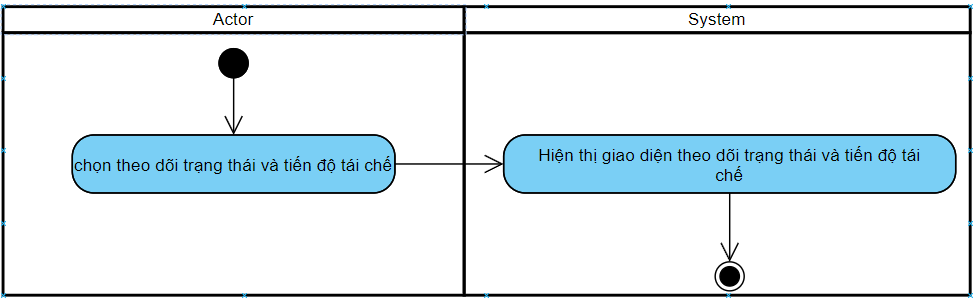 Actor
System
chọn theo dõi trạng thái và tiến độ tái chế
Hiện thị giao diện theo dõi trạng thái và tiến độ tái
chế